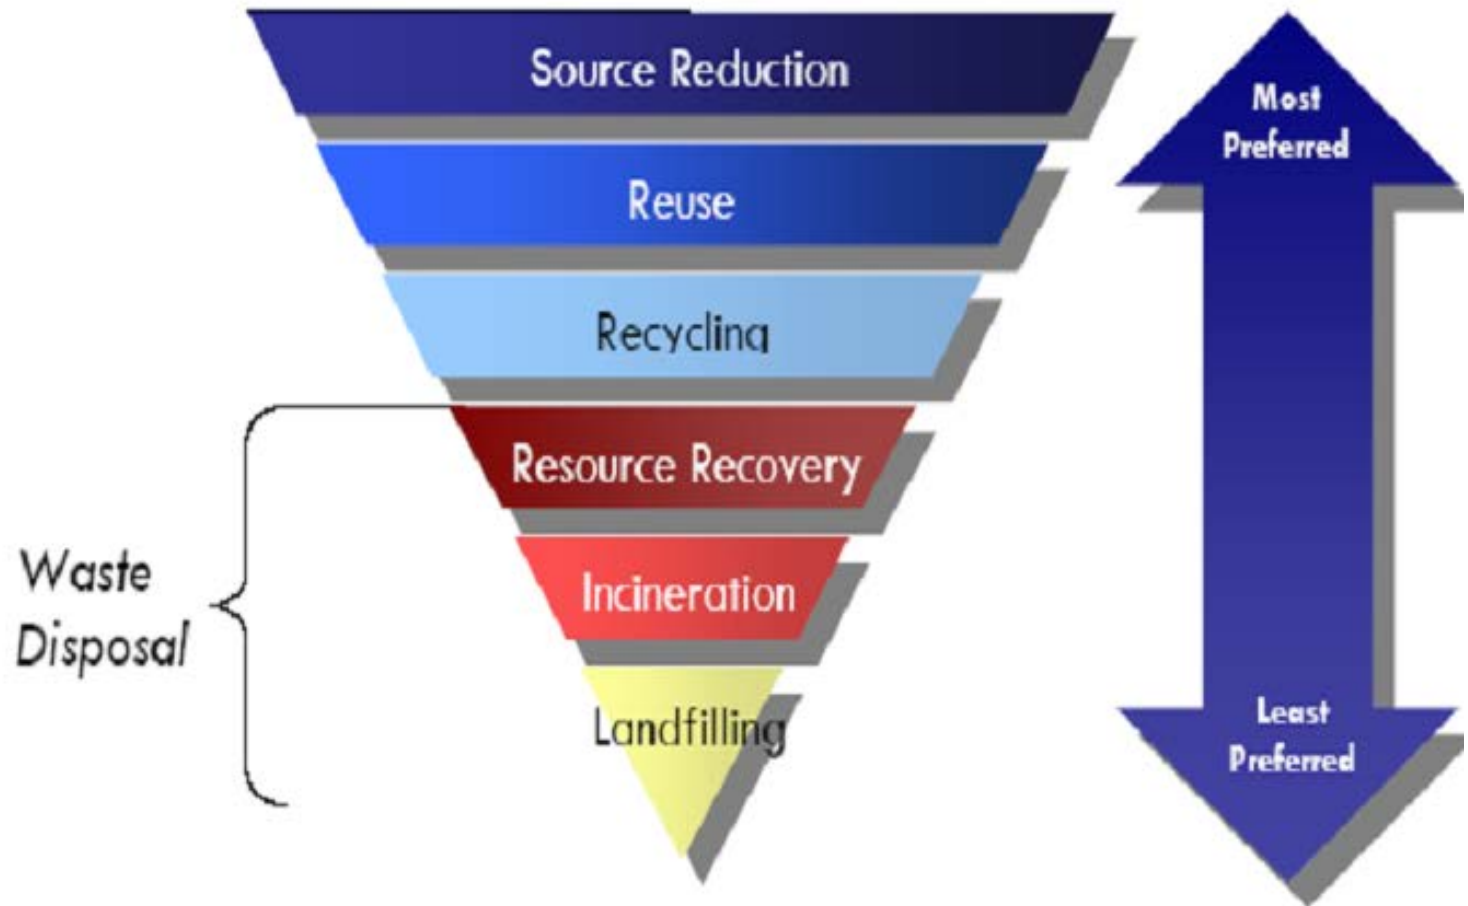 Source Reduction
Most
Preferred
Reuse
Recycling
Resource Recovery
Waste
Disposal
Incineration
Landfilling
Least
Preferred